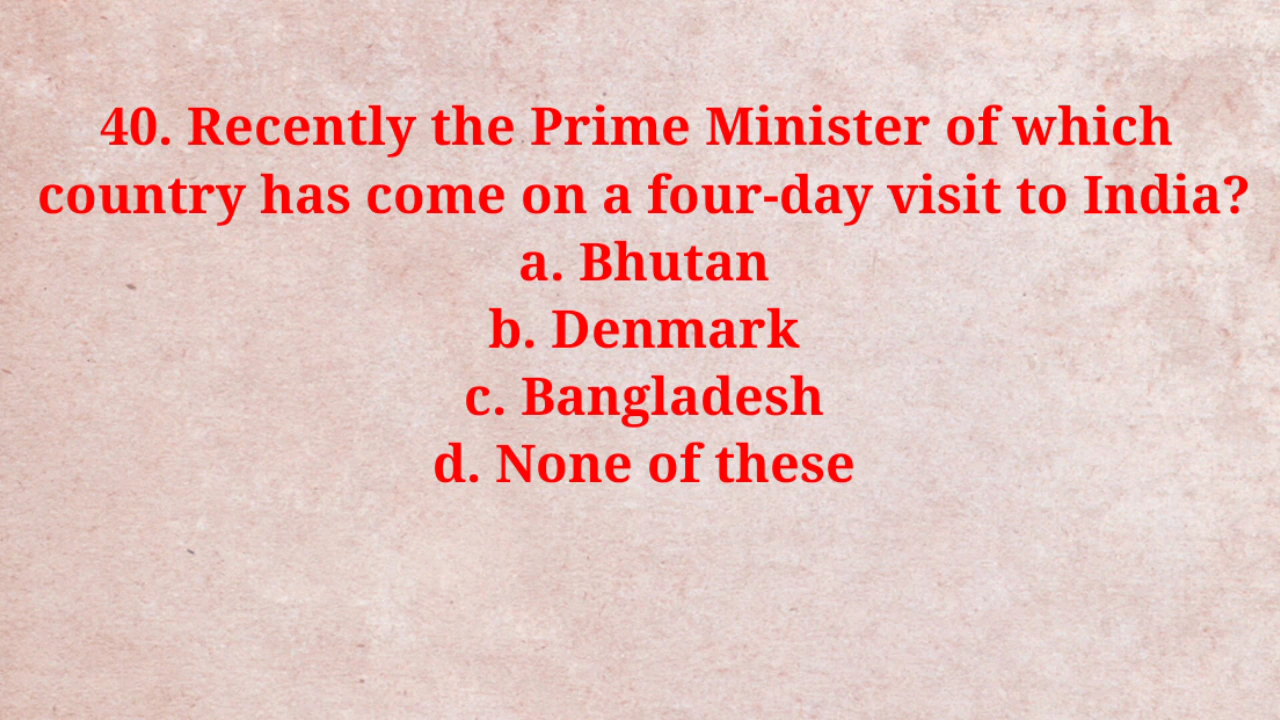 40. Recently the Prime Minister of which
country has come on a four-day visit to India?
a. Bhutan
b. Denmark
c. Bangladesh
d. None of these